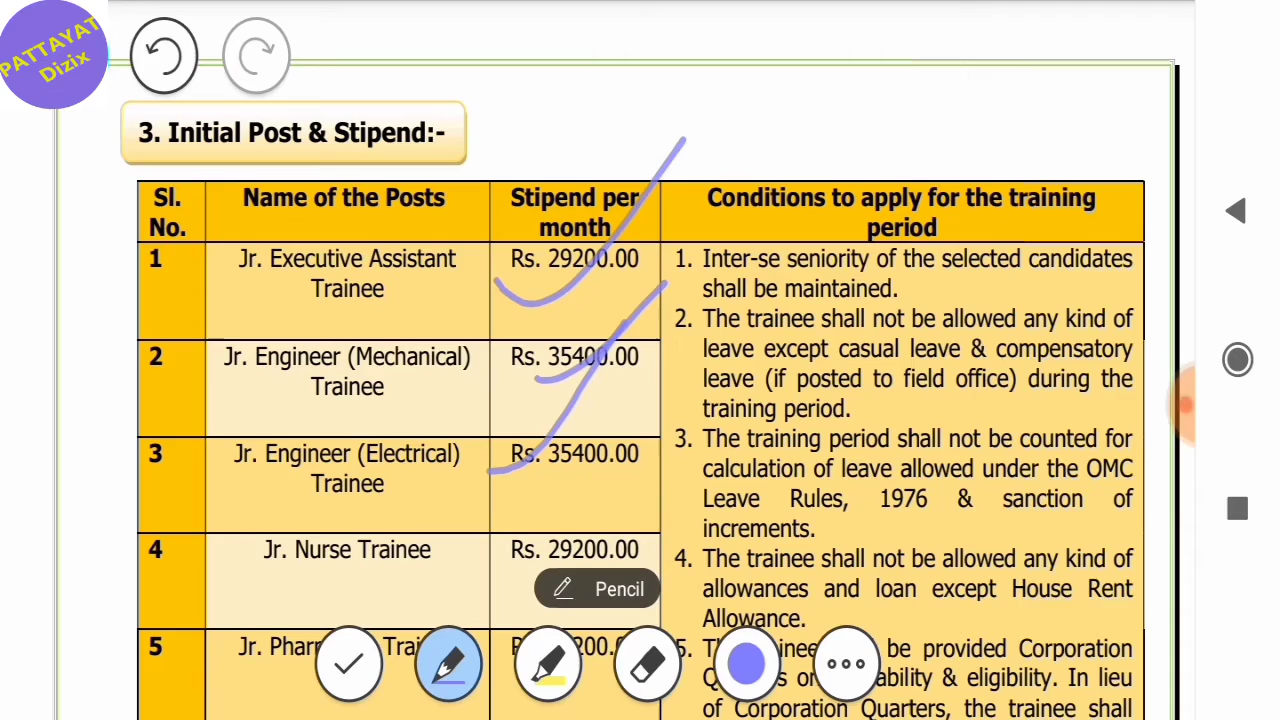 PATTAYAT
Dizix
3. Initial Post & Stipend:-
Sl. No.
Name of the Posts
Stipend per month
Conditions to apply for the training period
1
Jr. Executive Assistant
Trainee
Rs. 29200.00
2
Jr. Engineer (Mechanical)
Trainee
Rs. 35400.00
3
Jr. Engineer (Electrical)
Trainee
Rs. 35400.00
4
Jr. Nurse Trainee
Rs. 29200.00
5
Jr.
1. Inter-se seniority of the selected candidates
shall be maintained.
2. The trainee shall not be allowed any kind of
leave except casual leave & compensatory
leave (if posted to field office) during the
training period.
3. The training period shall not be counted for
calculation of leave allowed under the OMC
Leave Rules, 1976 & sanction of
increments.
4. The trainee shall not be allowed any kind of
allowances and loan except House Rent
Allowance.
5. be provided Corporation
& eligibility. In lieu
of Corporation Quarters, the trainee shall
Pencil